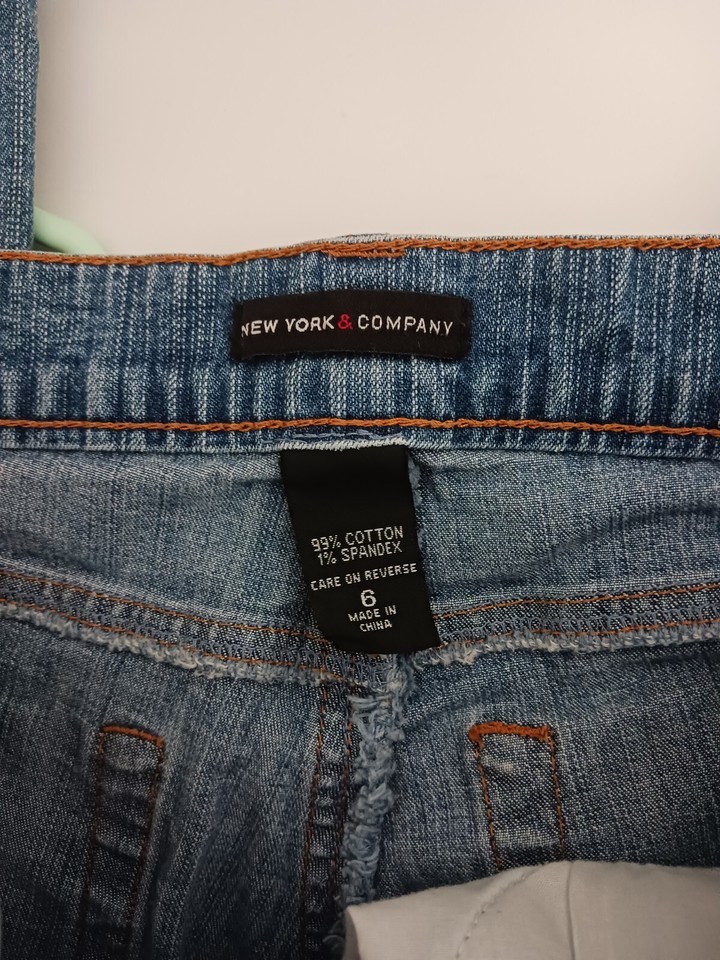 NEW YORK & COMPANY
99% COTTON
1% SPANDEX
CARE ON REVERSE
6
MADE IN
CHINA